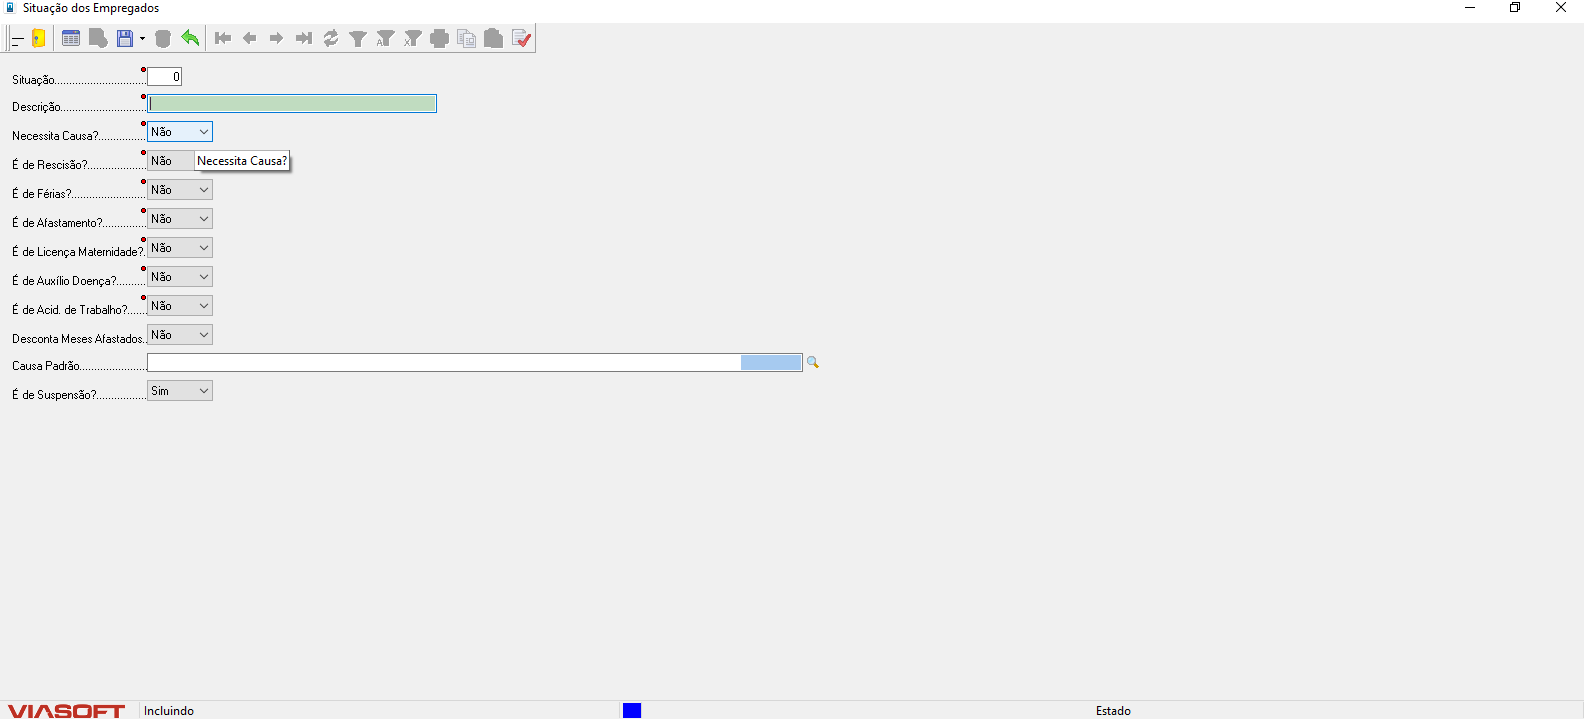 Situação dos Empregados
Situação............................ 0
Descrição...........................
Necessita Causa?................ Não
É de Rescisão?................... Não Necessita Causa?
É de Férias?........................ Não
É de Afastamento?.............. Não
É de Licença Maternidade?. Não
É de Auxílio Doença?.......... Não
É de Acid. de Trabalho?...... Não
Desconta Meses Afastados.. Não
Causa Padrão.....................
É de Suspensão?................ Sim
VIASOFT Incluindo Estado